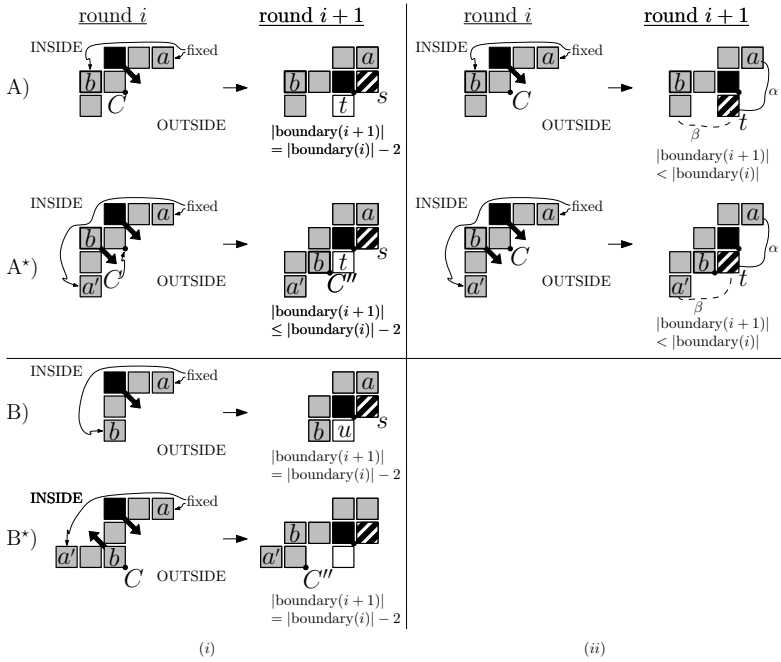 round i
round i + 1
round i
round i + 1
A)
INSIDE
a
fixed
b
C
OUTSIDE
b
a
t
s
|boundary(i + 1)|
= |boundary(i)| − 2
INSIDE
a
fixed
b
C
OUTSIDE
b
a
α
β
t
|boundary(i + 1)|
< |boundary(i)|
A⋆)
INSIDE
a
fixed
b
C
a′
OUTSIDE
a
b
t
s
C″
|boundary(i + 1)|
≤ |boundary(i)| − 2
INSIDE
a
fixed
b
C
a′
OUTSIDE
a
α
b
a′
β
t
|boundary(i + 1)|
< |boundary(i)|
B)
INSIDE
a
fixed
b
OUTSIDE
a
b
u
s
|boundary(i + 1)|
= |boundary(i)| − 2
B⋆)
INSIDE
a
fixed
a′
b
C
OUTSIDE
b
s
a′
C″
|boundary(i + 1)|
= |boundary(i)| − 2
(i)
(ii)